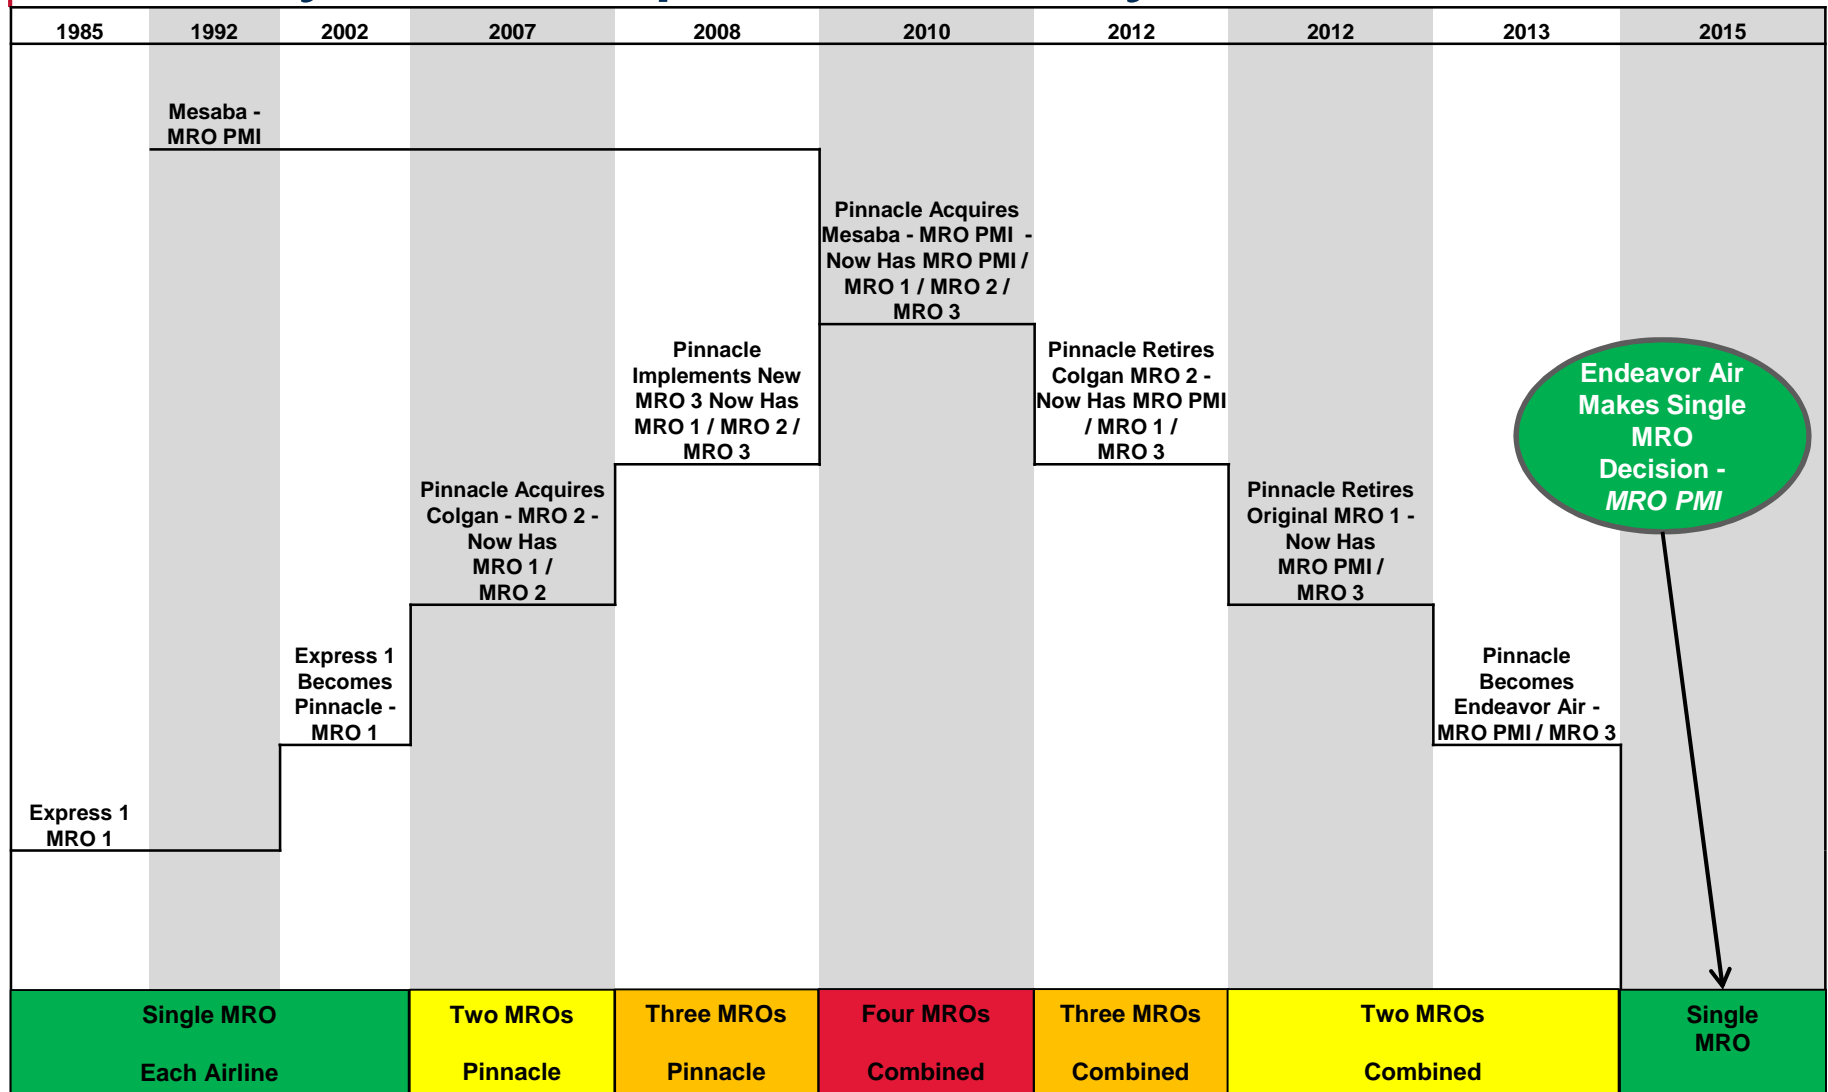 1985 1992 2002 2007 2008 2010 2012 2012 2013 2015
Mesaba -
MRO PMI
Pinnacle Acquires
Mesaba - MRO PMI -
Now Has MRO PMI /
MRO 1 / MRO 2 /
MRO 3
Pinnacle
Implements New
MRO 3 Now Has
MRO 1 / MRO 2 /
MRO 3
Pinnacle Retires
Colgan MRO 2 -
Now Has MRO PMI
/ MRO 1 /
MRO 3
Endeavor Air
Makes Single
MRO
Decision -
MRO PMI
Pinnacle Acquires
Colgan - MRO 2 -
Now Has
MRO 1 /
MRO 2
Pinnacle Retires
Original MRO 1 -
Now Has
MRO PMI /
MRO 3
Express 1
Becomes
Pinnacle -
MRO 1
Pinnacle
Becomes
Endeavor Air -
MRO PMI / MRO 3
Express 1
MRO 1
Single MRO
Each Airline
Two MROs
Pinnacle
Three MROs
Pinnacle
Four MROs
Combined
Three MROs
Combined
Two MROs
Combined
Single
MRO